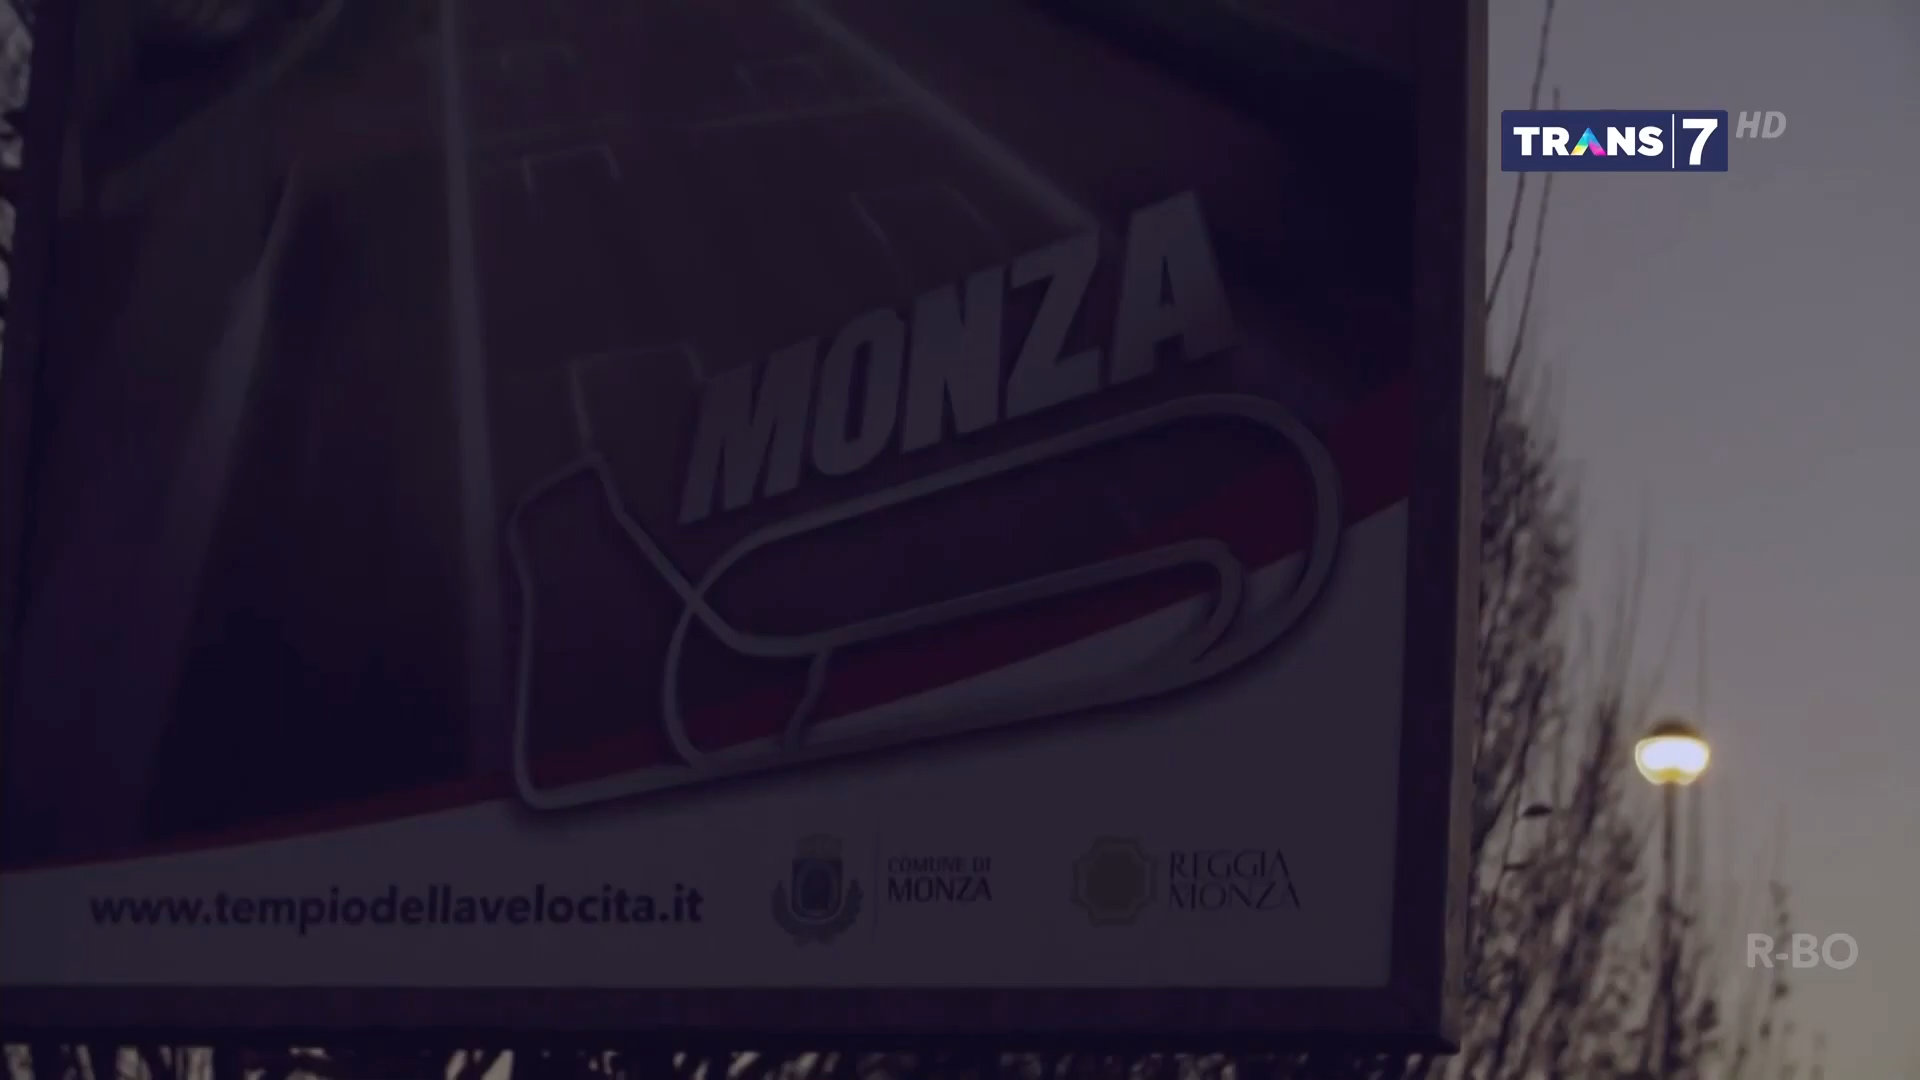 TRANS 7 HD
MONZA
www.tempiodellavelocita.it
COMUNE DI
MONZA
REGGIA
MONZA
R-BO